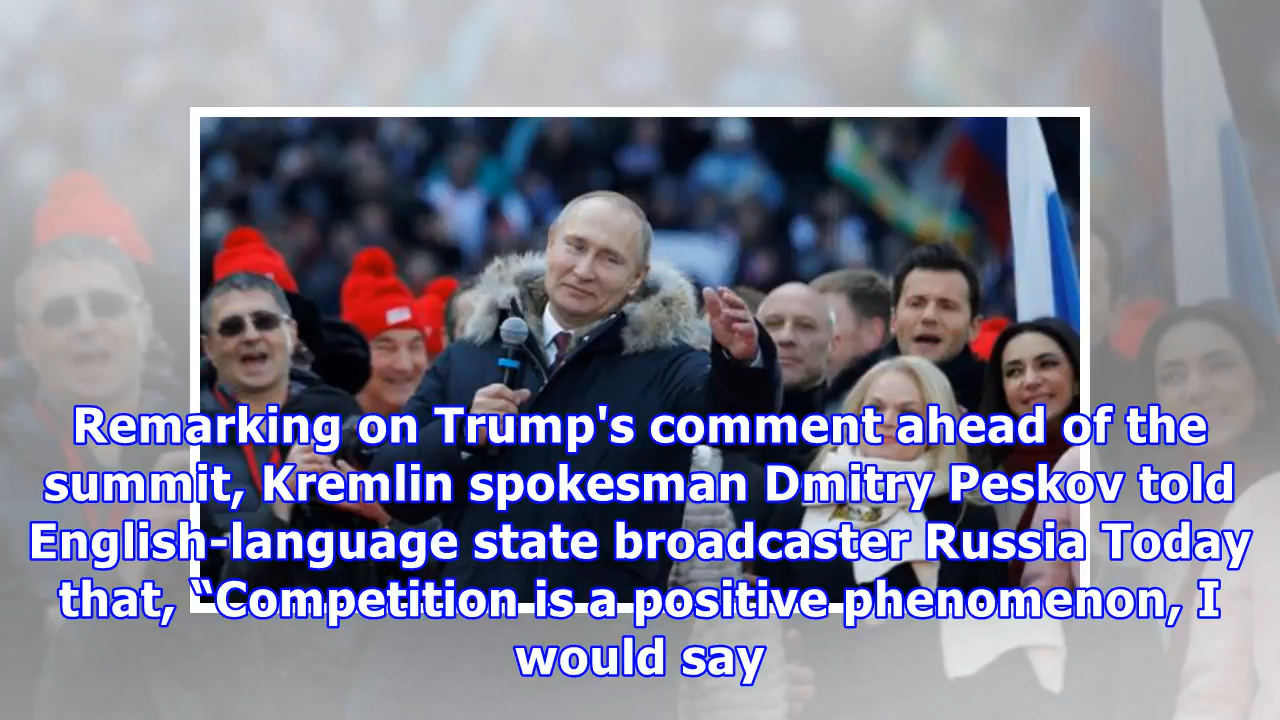 Remarking on Trump's comment ahead of the
summit, Kremlin spokesman Dmitry Peskov told
English-language state broadcaster Russia Today
that, “Competition is a positive phenomenon, I
would say